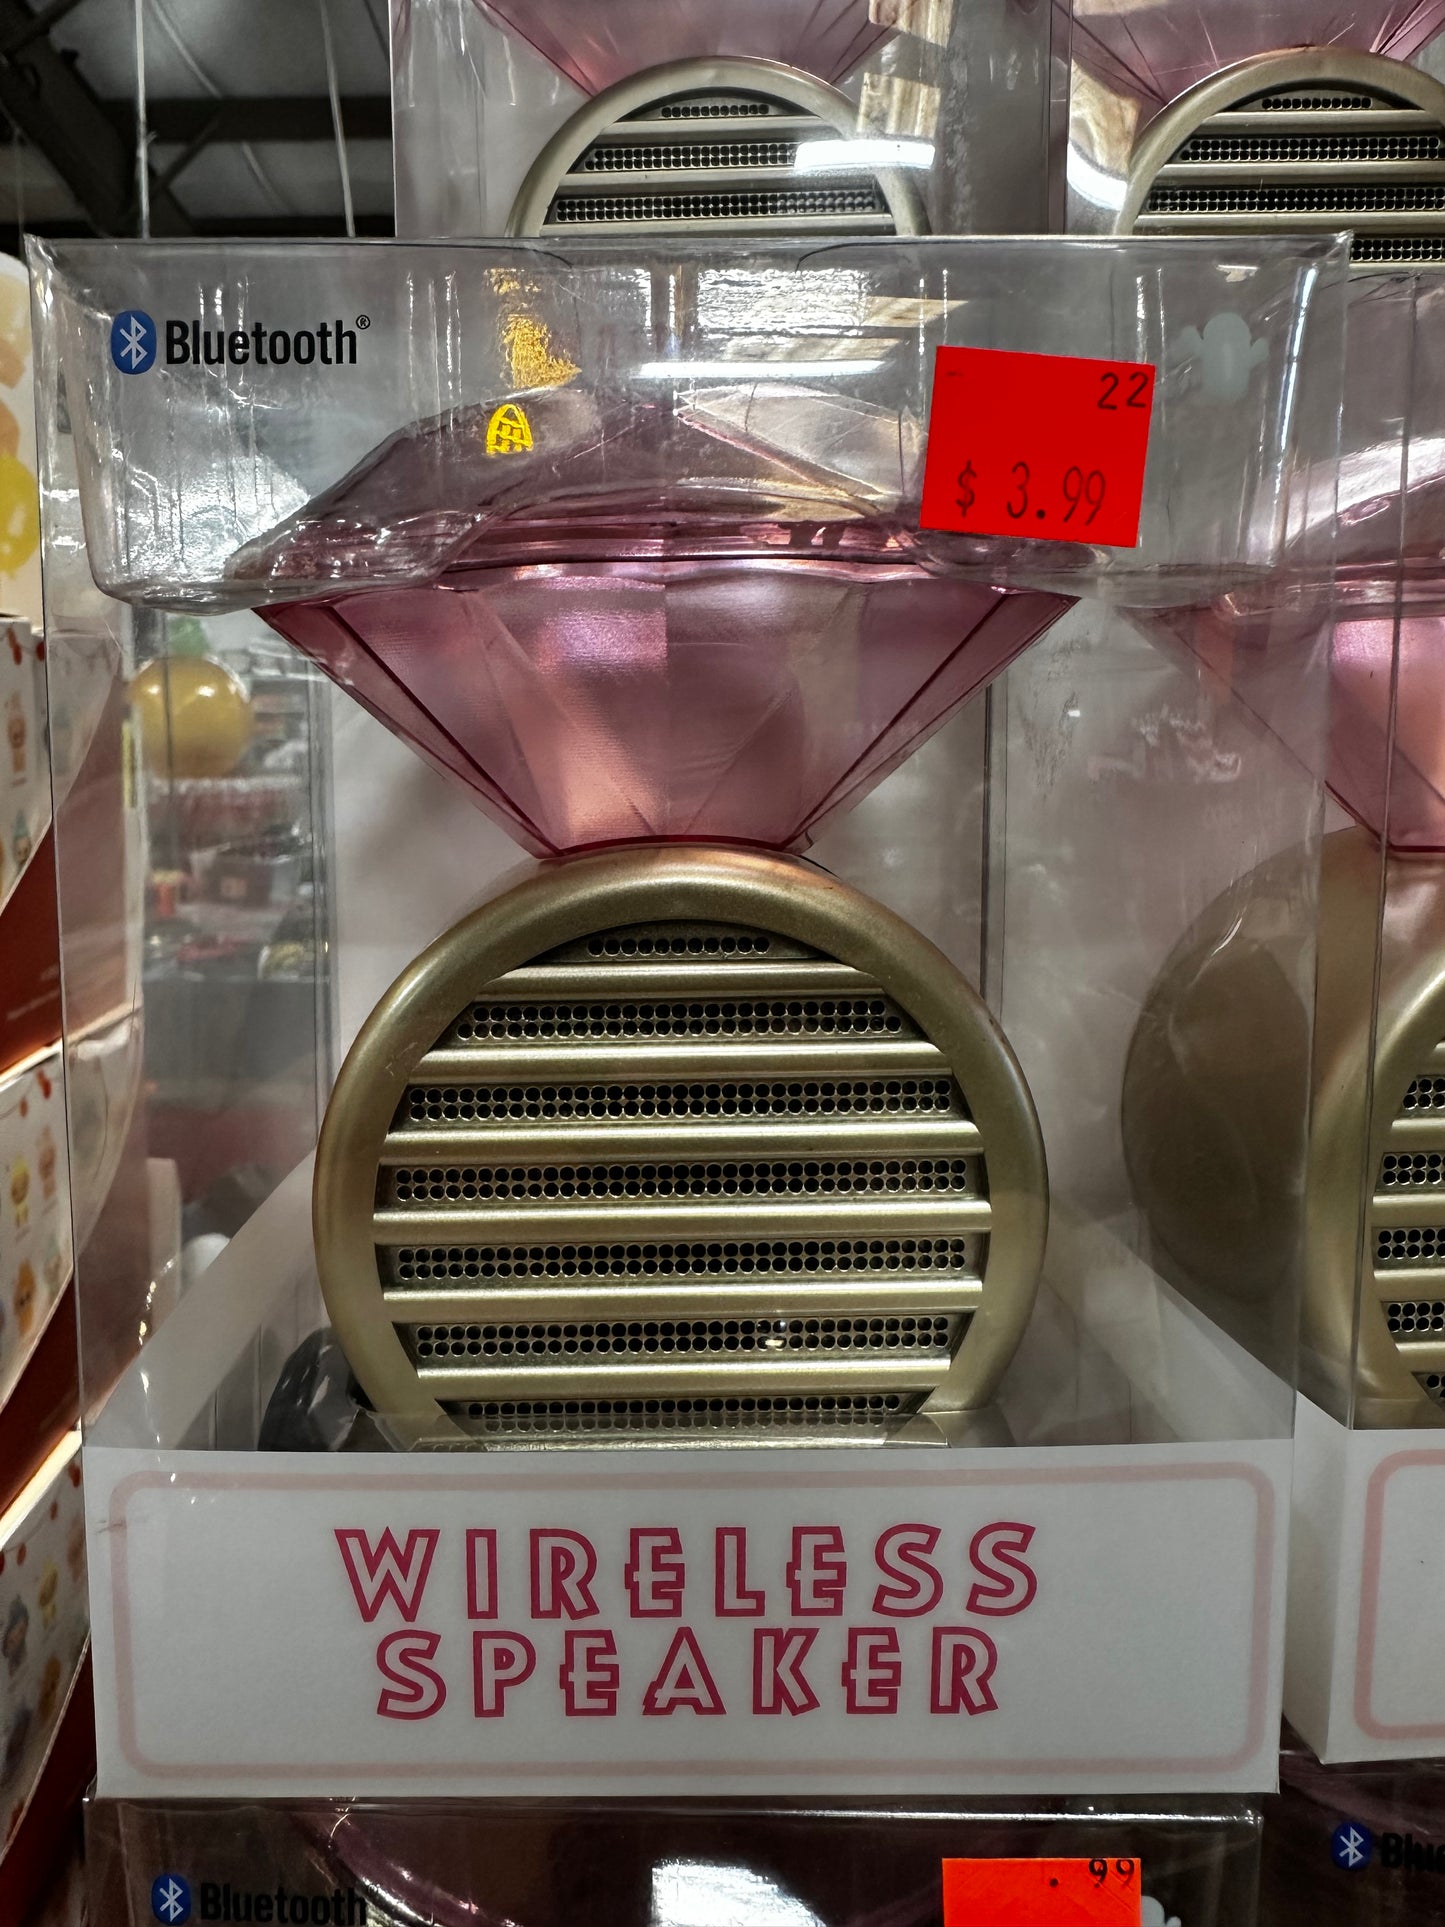 Bluetooth®
22
$ 3.99
WIRELESS
SPEAKER
.99
Bluetooth